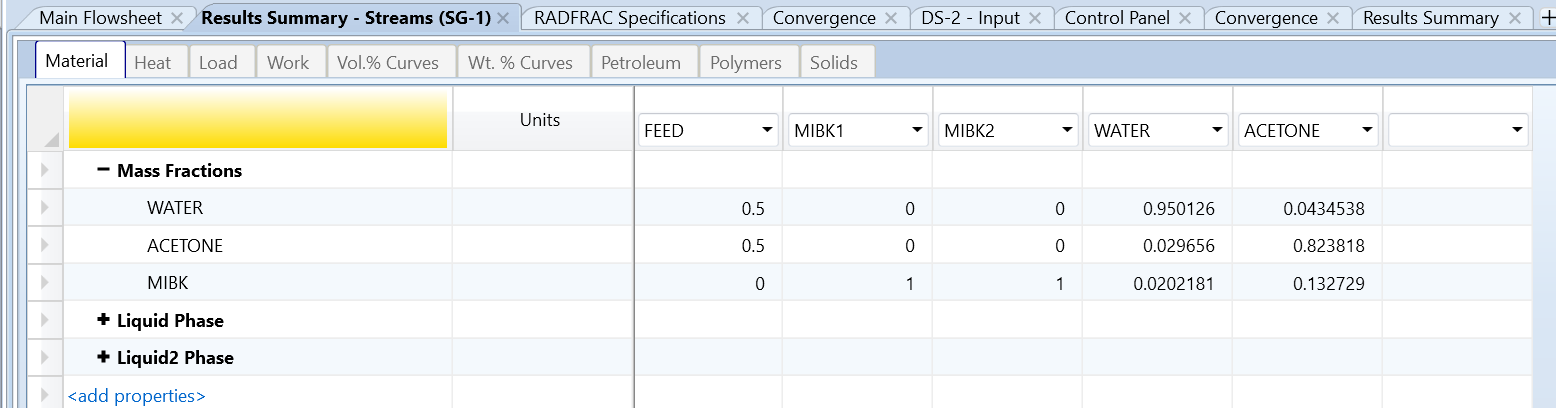 Main Flowsheet × Results Summary - Streams (SG-1) × RADFRAC Specifications × Convergence × DS-2 - Input × Control Panel × Convergence × Results Summary × +
Material Heat Load Work Vol.% Curves Wt. % Curves Petroleum Polymers Solids
Units FEED MIBK1 MIBK2 WATER ACETONE
− Mass Fractions
WATER 0.5 0 0 0.950126 0.0434538
ACETONE 0.5 0 0 0.029656 0.823818
MIBK 0 1 1 0.0202181 0.132729
+ Liquid Phase
+ Liquid2 Phase
<add properties>